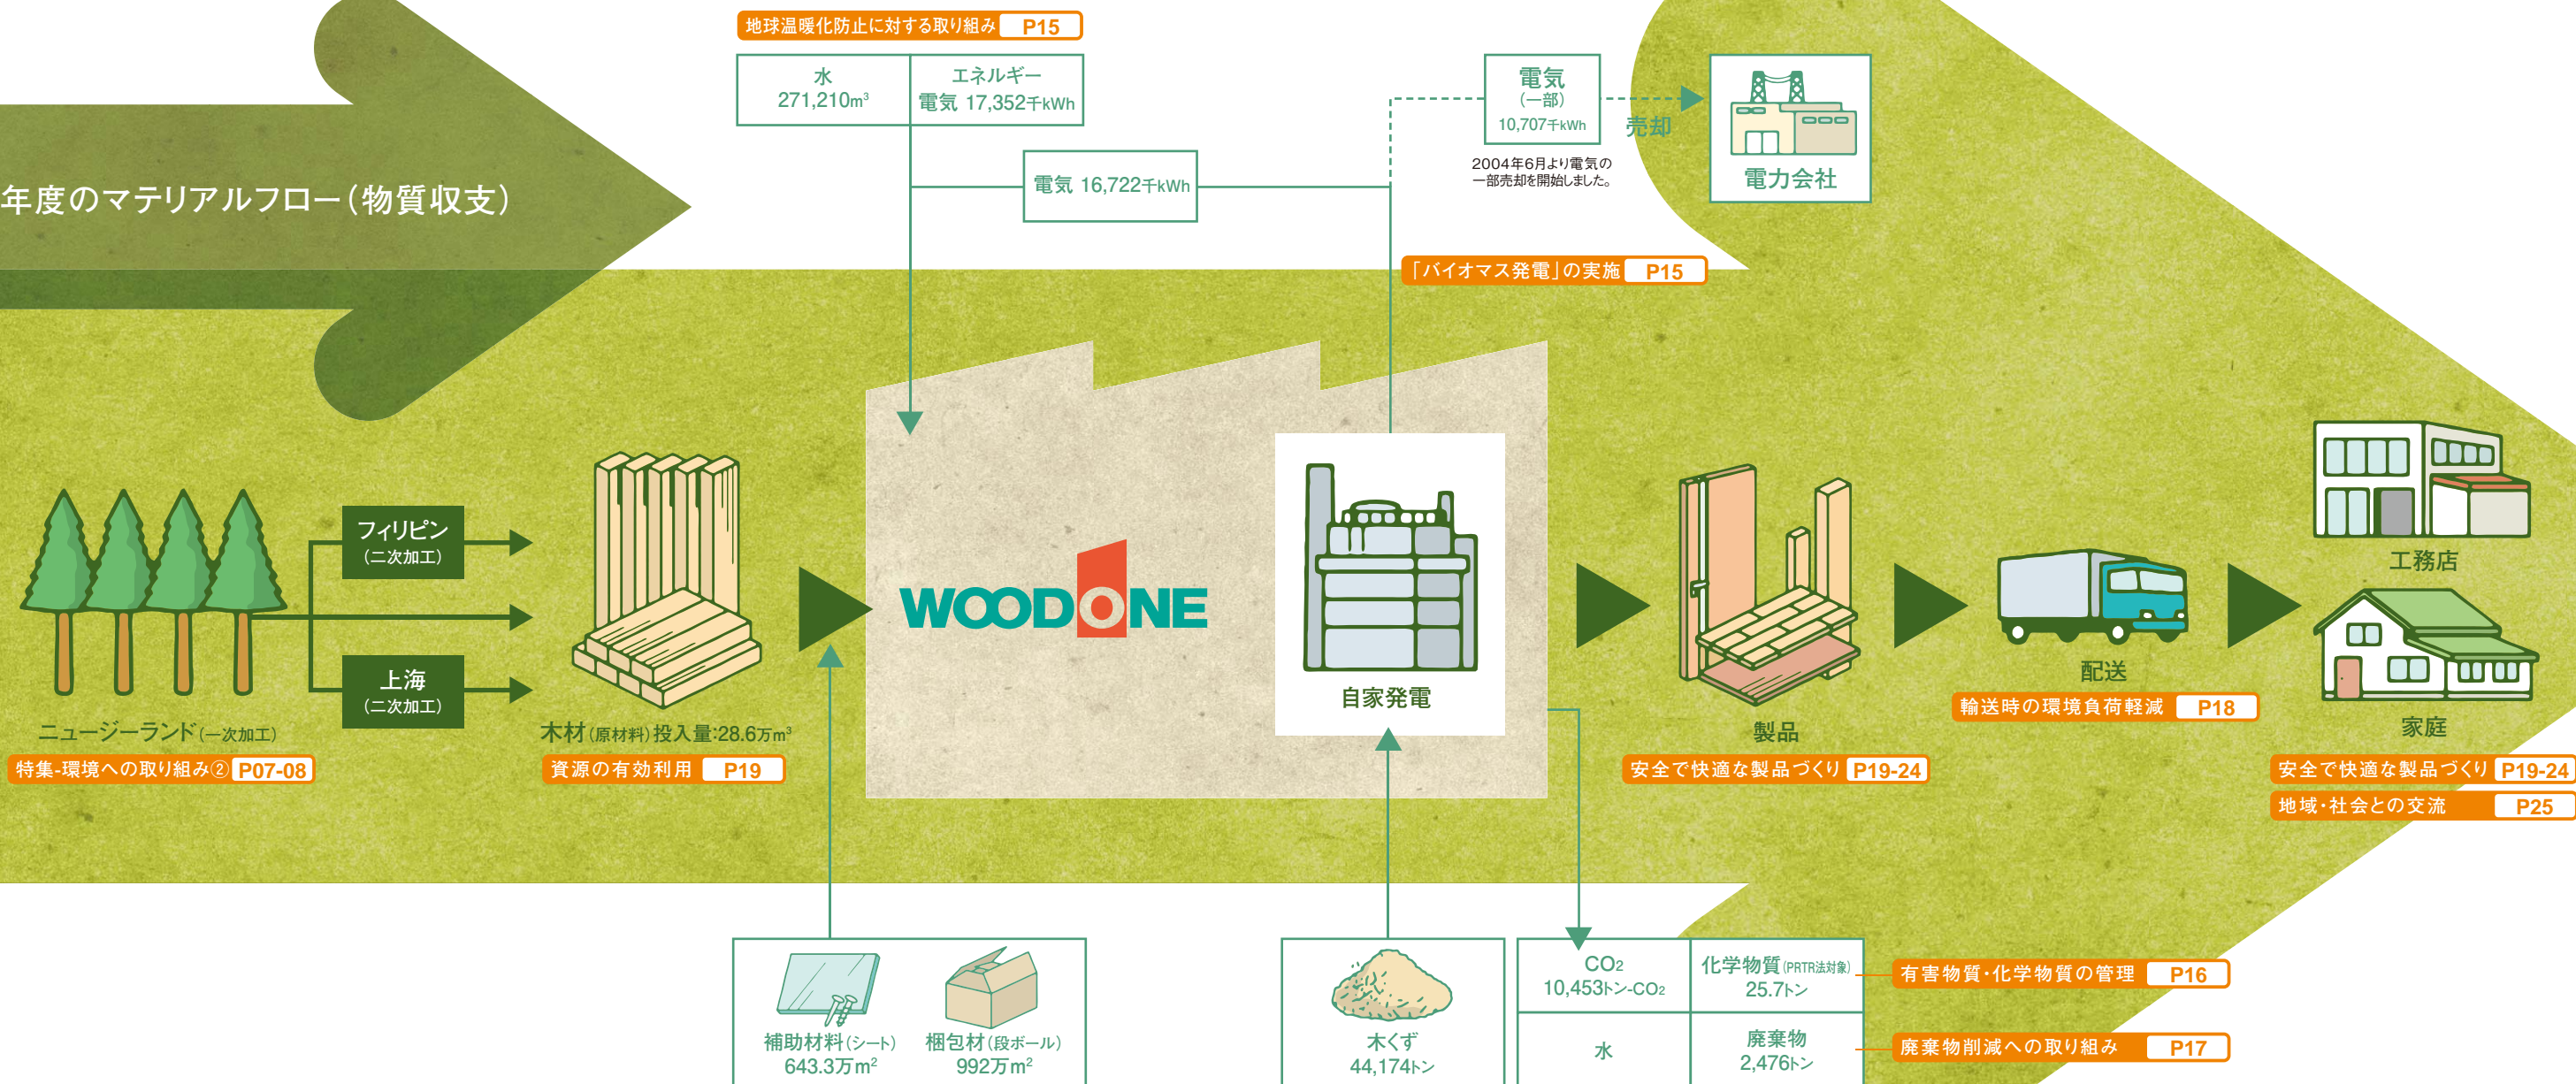 年度のマテリアルフロー（物質収支）
地球温暖化防止に対する取り組み P15
水
271,210m³
エネルギー
電気 17,352千kWh
電気 16,722千kWh
電気
（一部）
10,707千kWh
売却
電力会社
2004年6月より電気の
一部売却を開始しました。
「バイオマス発電」の実施 P15
ニュージーランド（一次加工）
特集-環境への取り組み② P07-08
フィリピン
（二次加工）
上海
（二次加工）
木材（原材料）投入量:28.6万m³
資源の有効利用 P19
WOODONE
自家発電
製品
安全で快適な製品づくり P19-24
配送
輸送時の環境負荷軽減 P18
工務店
家庭
安全で快適な製品づくり P19-24
地域・社会との交流 P25
補助材料（シート）
643.3万m²
梱包材（段ボール）
992万m²
木くず
44,174トン
CO₂
10,453トン-CO₂
化学物質（PRTR法対象）
25.7トン
水
廃棄物
2,476トン
有害物質・化学物質の管理 P16
廃棄物削減への取り組み P17